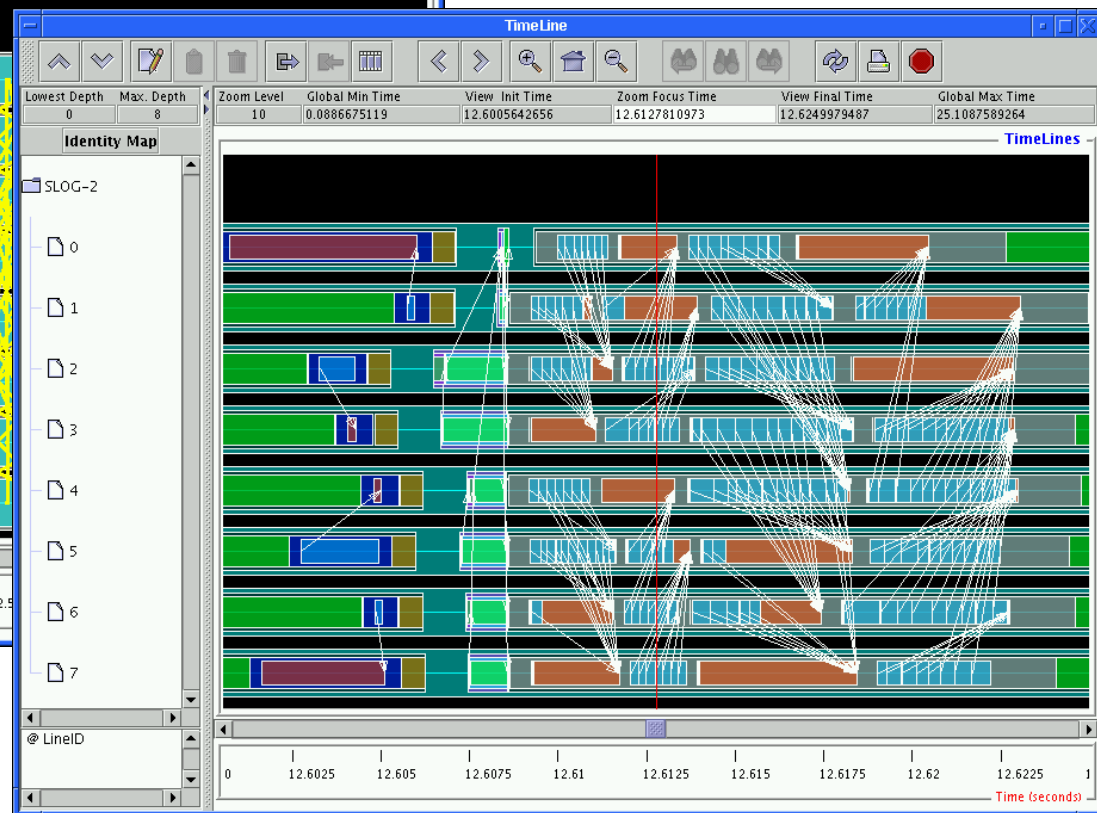 TimeLine
Lowest Depth Max. Depth Zoom Level Global Min Time View Init Time Zoom Focus Time View Final Time Global Max Time
0 8 10 0.0886675119 12.6005642656 12.6127810973 12.6249979487 25.1087589264
Identity Map
TimeLines
SLOG-2
0
1
2
3
4
5
6
7
@ LineID
0 12.6025 12.605 12.6075 12.61 12.6125 12.615 12.6175 12.62 12.6225 1
Time (seconds)